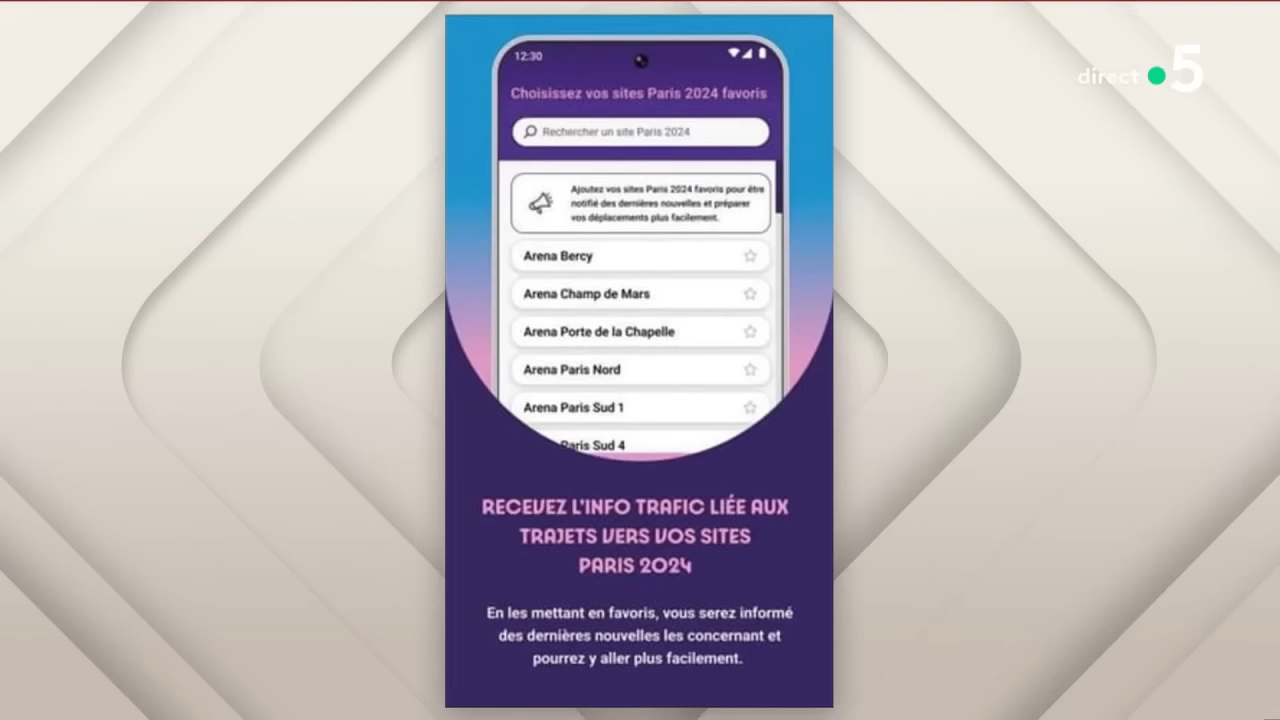 direct 5
12:30
Choisissez vos sites Paris 2024 favoris
Rechercher un site Paris 2024
Ajoutez vos sites Paris 2024 favoris pour être
notifié des dernières nouvelles et préparer
vos déplacements plus facilement.
Arena Bercy
Arena Champ de Mars
Arena Porte de la Chapelle
Arena Paris Nord
Arena Paris Sud 1
Paris Sud 4
RECEVEZ L'INFO TRAFIC LIÉE AUX
TRAJETS VERS VOS SITES
PARIS 2024
En les mettant en favoris, vous serez informé
des dernières nouvelles les concernant et
pourrez y aller plus facilement.